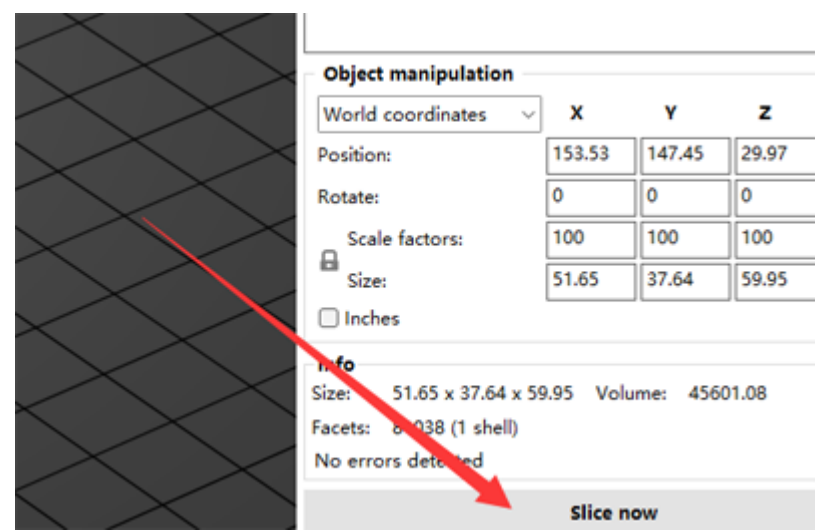 Object manipulation
World coordinates X Y Z
Position: 153.53 147.45 29.97
Rotate: 0 0 0
Scale factors: 100 100 100
Size: 51.65 37.64 59.95
Inches
Info
Size: 51.65 x 37.64 x 59.95 Volume: 45601.08
Facets: (1 shell)
No errors detected
Slice now